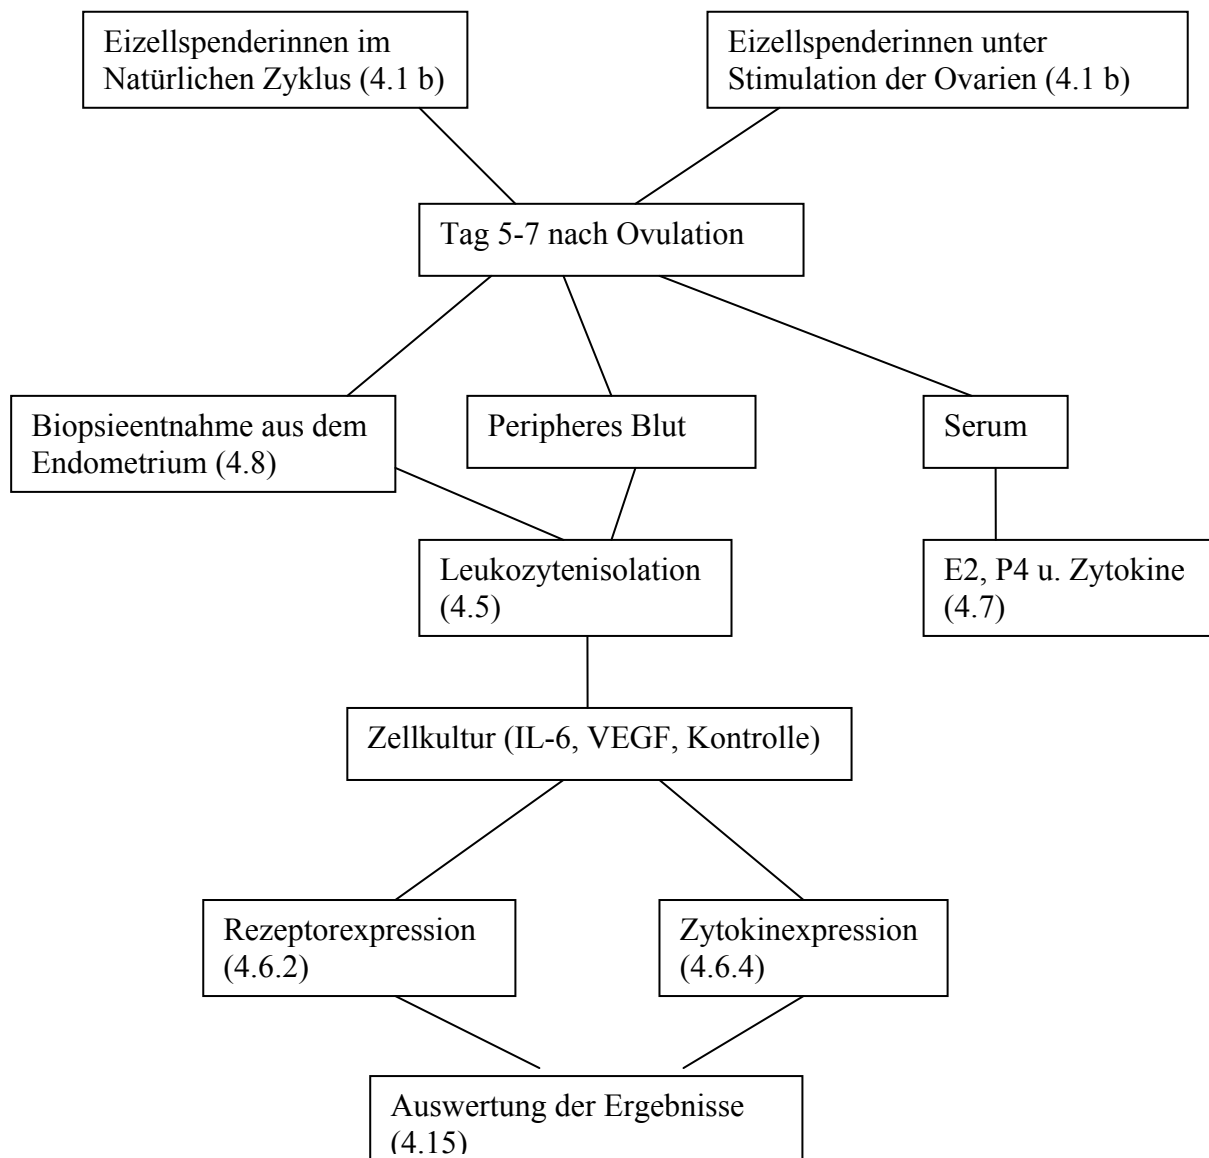 Eizellspenderinnen im
Natürlichen Zyklus (4.1 b)
Eizellspenderinnen unter
Stimulation der Ovarien (4.1 b)
Tag 5-7 nach Ovulation
Biopsieentnahme aus dem
Endometrium (4.8)
Peripheres Blut
Serum
Leukozytenisolation
(4.5)
E2, P4 u. Zytokine
(4.7)
Zellkultur (IL-6, VEGF, Kontrolle)
Rezeptorexpression
(4.6.2)
Zytokinexpression
(4.6.4)
Auswertung der Ergebnisse
(4.15)